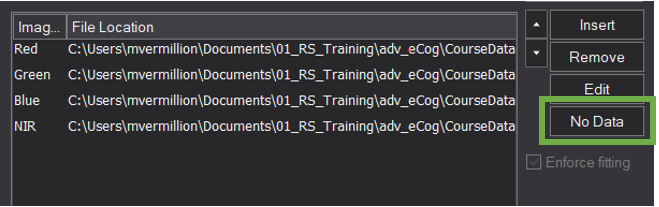 Imag... File Location
Red C:\Users\mvermillion\Documents\01_RS_Training\adv_eCog\CourseData
Green C:\Users\mvermillion\Documents\01_RS_Training\adv_eCog\CourseData
Blue C:\Users\mvermillion\Documents\01_RS_Training\adv_eCog\CourseData
NIR C:\Users\mvermillion\Documents\01_RS_Training\adv_eCog\CourseData
Insert
Remove
Edit
No Data
Enforce fitting